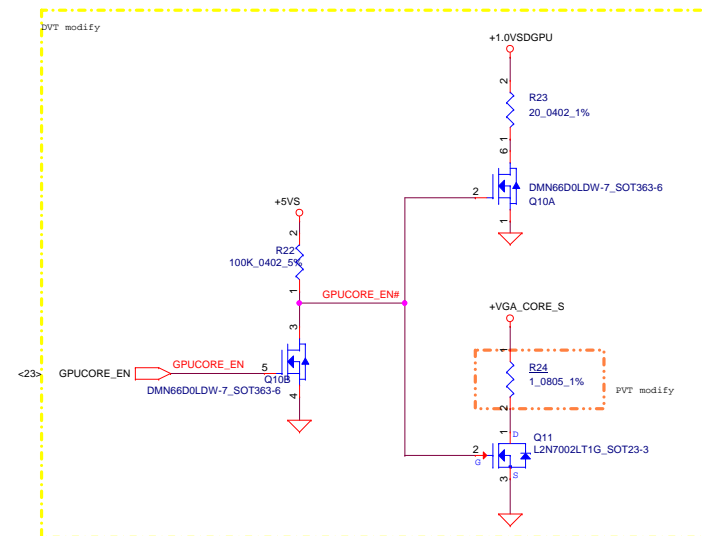 DVT modify
+1.0VSDGPU
2
R23
20_0402_1%
1
6
2
DMN66D0LDW-7_SOT363-6
Q10A
1
+5VS
2
R22
100K_0402_5%
1
GPUCORE_EN#
+VGA_CORE_S
3
1
R24
1_0805_1%
PVT modify
2
<23>
GPUCORE_EN
GPUCORE_EN
5
Q10B
DMN66D0LDW-7_SOT363-6
4
1
D
Q11
L2N7002LT1G_SOT23-3
2
G
S
3